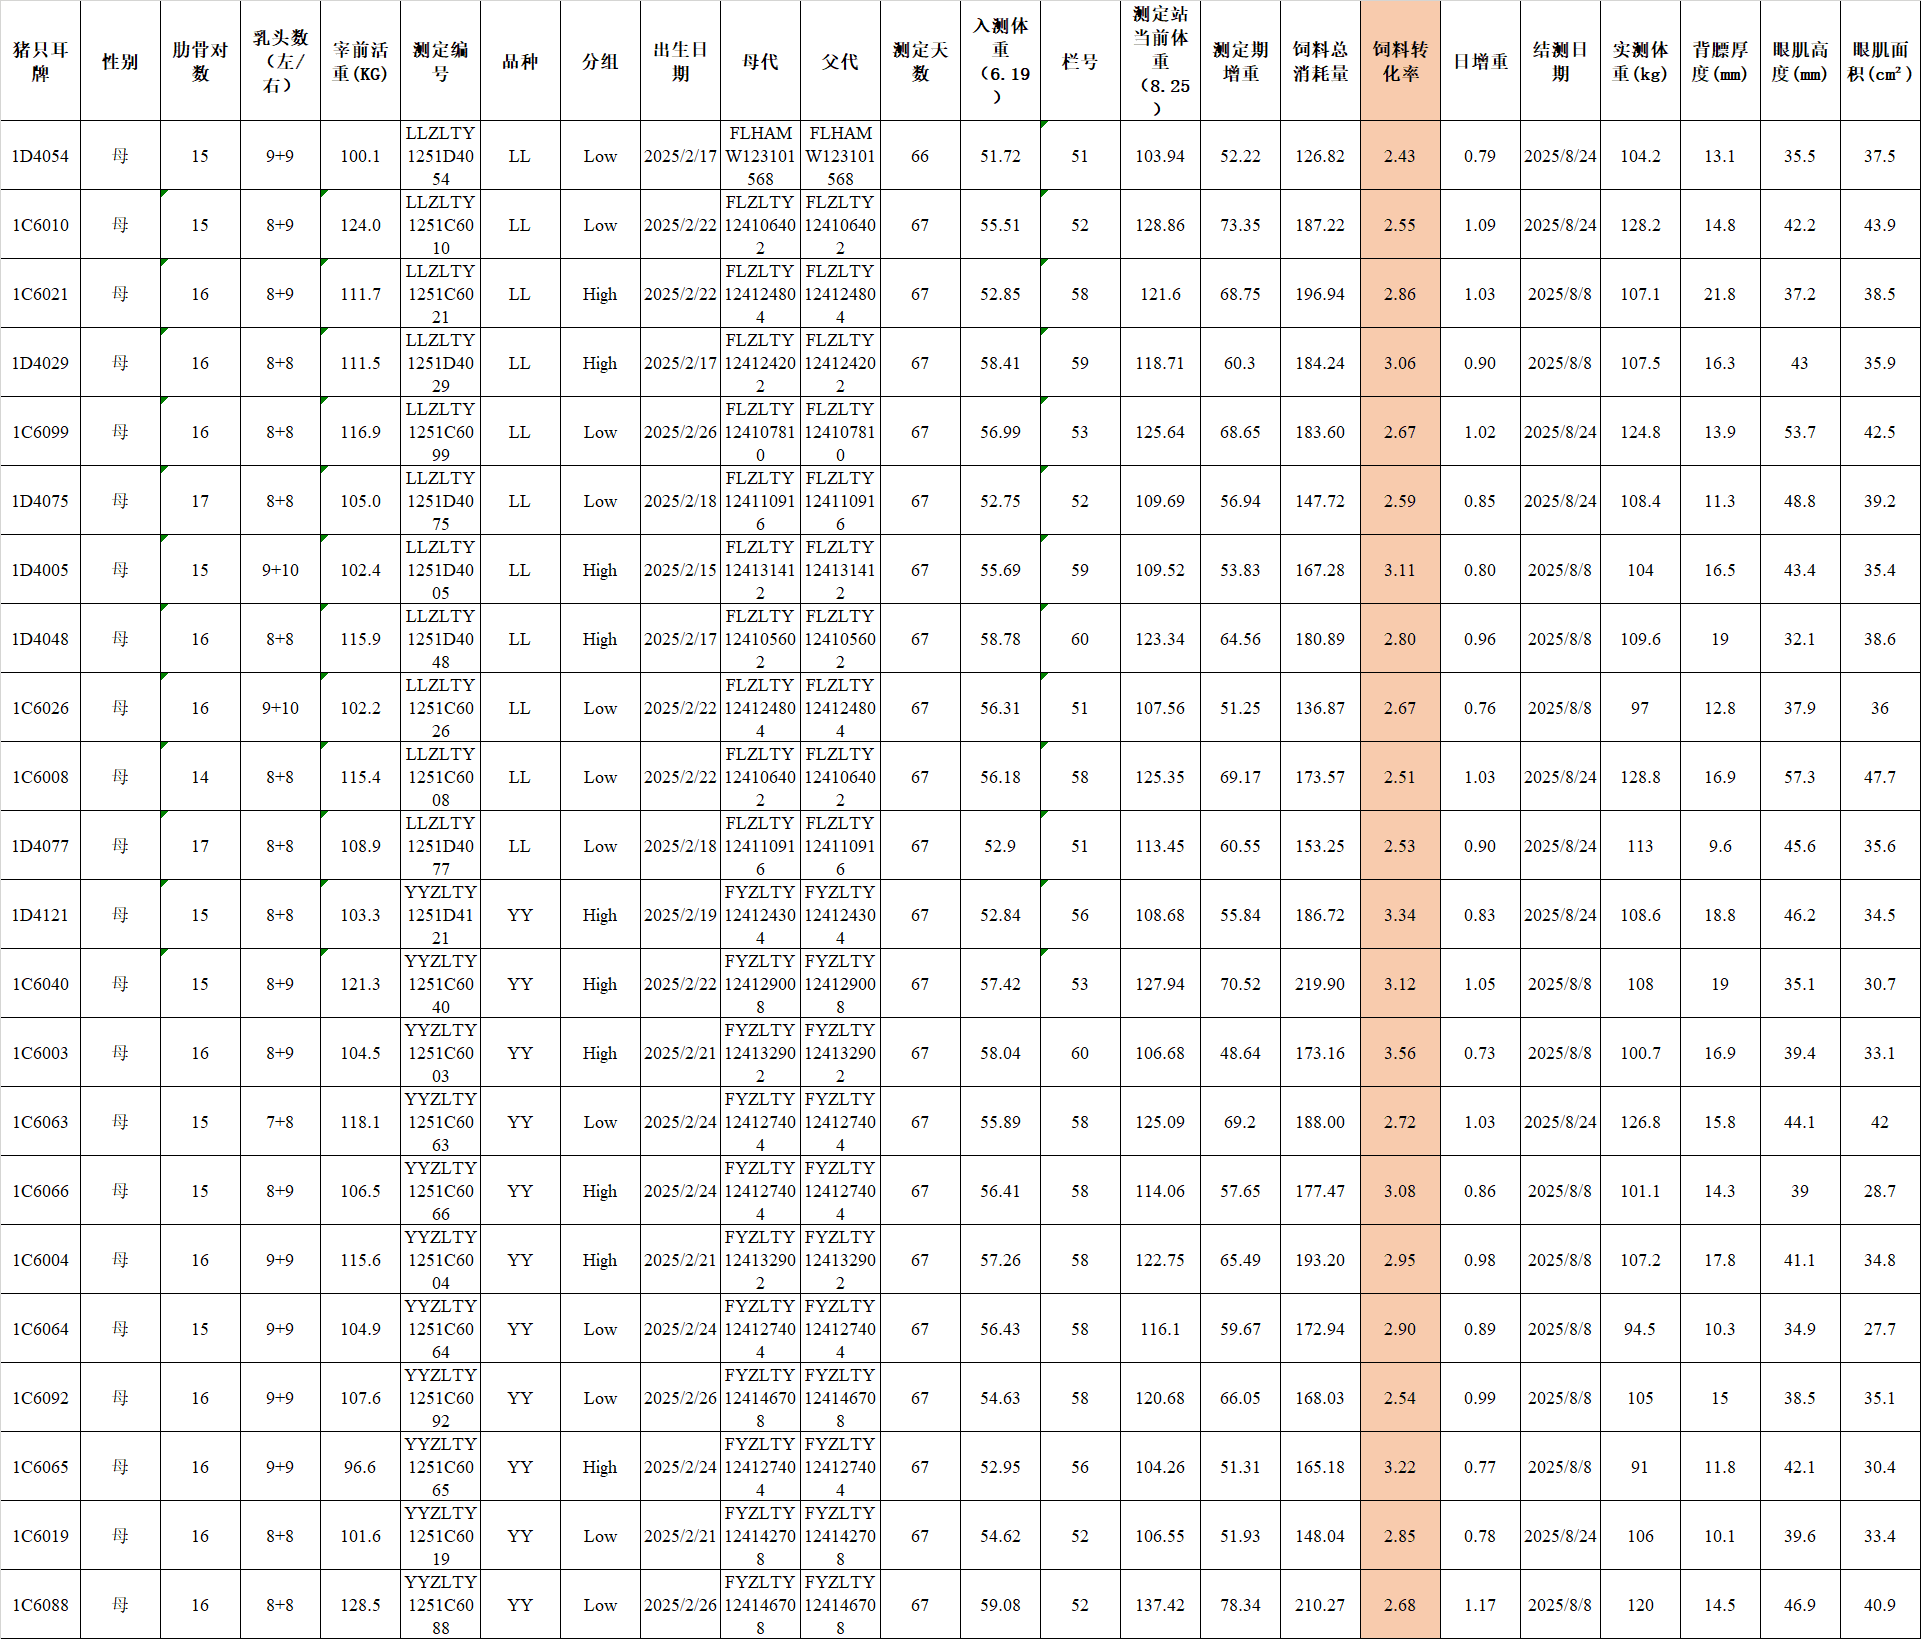 猪只耳牌 性别 肋骨对数 乳头数（左/右） 宰前活重(KG) 测定编号 品种 分组 出生日期 母代 父代 测定天数 入测体重（6.19） 栏号 测定站当前体重（8.25） 测定期增重 饲料总消耗量 饲料转化率 日增重 结测日期 实测体重(kg) 背膘厚度(mm) 眼肌高度(mm) 眼肌面积(cm²)
1D4054 母 15 9+9 100.1 LLZLTY1251D4054 LL Low 2025/2/17 FLHAMW123101568 FLHAMW123101568 66 51.72 51 103.94 52.22 126.82 2.43 0.79 2025/8/24 104.2 13.1 35.5 37.5
1C6010 母 15 8+9 124.0 LLZLTY1251C6010 LL Low 2025/2/22 FLZLTY124106402 FLZLTY124106402 67 55.51 52 128.86 73.35 187.22 2.55 1.09 2025/8/24 128.2 14.8 42.2 43.9
1C6021 母 16 8+9 111.7 LLZLTY1251C6021 LL High 2025/2/22 FLZLTY124124804 FLZLTY124124804 67 52.85 58 121.6 68.75 196.94 2.86 1.03 2025/8/8 107.1 21.8 37.2 38.5
1D4029 母 16 8+8 111.5 LLZLTY1251D4029 LL High 2025/2/17 FLZLTY124124202 FLZLTY124124202 67 58.41 59 118.71 60.3 184.24 3.06 0.90 2025/8/8 107.5 16.3 43 35.9
1C6099 母 16 8+8 116.9 LLZLTY1251C6099 LL Low 2025/2/26 FLZLTY124107810 FLZLTY124107810 67 56.99 53 125.64 68.65 183.60 2.67 1.02 2025/8/24 124.8 13.9 53.7 42.5
1D4075 母 17 8+8 105.0 LLZLTY1251D4075 LL Low 2025/2/18 FLZLTY124110916 FLZLTY124110916 67 52.75 52 109.69 56.94 147.72 2.59 0.85 2025/8/24 108.4 11.3 48.8 39.2
1D4005 母 15 9+10 102.4 LLZLTY1251D4005 LL High 2025/2/15 FLZLTY124131412 FLZLTY124131412 67 55.69 59 109.52 53.83 167.28 3.11 0.80 2025/8/8 104 16.5 43.4 35.4
1D4048 母 16 8+8 115.9 LLZLTY1251D4048 LL High 2025/2/17 FLZLTY124105602 FLZLTY124105602 67 58.78 60 123.34 64.56 180.89 2.80 0.96 2025/8/8 109.6 19 32.1 38.6
1C6026 母 16 9+10 102.2 LLZLTY1251C6026 LL Low 2025/2/22 FLZLTY124124804 FLZLTY124124804 67 56.31 51 107.56 51.25 136.87 2.67 0.76 2025/8/8 97 12.8 37.9 36
1C6008 母 14 8+8 115.4 LLZLTY1251C6008 LL Low 2025/2/22 FLZLTY124106402 FLZLTY124106402 67 56.18 58 125.35 69.17 173.57 2.51 1.03 2025/8/24 128.8 16.9 57.3 47.7
1D4077 母 17 8+8 108.9 LLZLTY1251D4077 LL Low 2025/2/18 FLZLTY124110916 FLZLTY124110916 67 52.9 51 113.45 60.55 153.25 2.53 0.90 2025/8/24 113 9.6 45.6 35.6
1D4121 母 15 8+8 103.3 YYZLTY1251D4121 YY High 2025/2/19 FYZLTY124124304 FYZLTY124124304 67 52.84 56 108.68 55.84 186.72 3.34 0.83 2025/8/24 108.6 18.8 46.2 34.5
1C6040 母 15 8+9 121.3 YYZLTY1251C6040 YY High 2025/2/22 FYZLTY124129008 FYZLTY124129008 67 57.42 53 127.94 70.52 219.90 3.12 1.05 2025/8/8 108 19 35.1 30.7
1C6003 母 16 8+9 104.5 YYZLTY1251C6003 YY High 2025/2/21 FYZLTY124132902 FYZLTY124132902 67 58.04 60 106.68 48.64 173.16 3.56 0.73 2025/8/8 100.7 16.9 39.4 33.1
1C6063 母 15 7+8 118.1 YYZLTY1251C6063 YY Low 2025/2/24 FYZLTY124127404 FYZLTY124127404 67 55.89 58 125.09 69.2 188.00 2.72 1.03 2025/8/24 126.8 15.8 44.1 42
1C6066 母 15 8+9 106.5 YYZLTY1251C6066 YY High 2025/2/24 FYZLTY124127404 FYZLTY124127404 67 56.41 58 114.06 57.65 177.47 3.08 0.86 2025/8/8 101.1 14.3 39 28.7
1C6004 母 16 9+9 115.6 YYZLTY1251C6004 YY High 2025/2/21 FYZLTY124132902 FYZLTY124132902 67 57.26 58 122.75 65.49 193.20 2.95 0.98 2025/8/8 107.2 17.8 41.1 34.8
1C6064 母 15 9+9 104.9 YYZLTY1251C6064 YY Low 2025/2/24 FYZLTY124127404 FYZLTY124127404 67 56.43 58 116.1 59.67 172.94 2.90 0.89 2025/8/8 94.5 10.3 34.9 27.7
1C6092 母 16 9+9 107.6 YYZLTY1251C6092 YY Low 2025/2/26 FYZLTY124146708 FYZLTY124146708 67 54.63 58 120.68 66.05 168.03 2.54 0.99 2025/8/8 105 15 38.5 35.1
1C6065 母 16 9+9 96.6 YYZLTY1251C6065 YY High 2025/2/24 FYZLTY124127404 FYZLTY124127404 67 52.95 56 104.26 51.31 165.18 3.22 0.77 2025/8/8 91 11.8 42.1 30.4
1C6019 母 16 8+8 101.6 YYZLTY1251C6019 YY Low 2025/2/21 FYZLTY124142708 FYZLTY124142708 67 54.62 52 106.55 51.93 148.04 2.85 0.78 2025/8/24 106 10.1 39.6 33.4
1C6088 母 16 8+8 128.5 YYZLTY1251C6088 YY Low 2025/2/26 FYZLTY124146708 FYZLTY124146708 67 59.08 52 137.42 78.34 210.27 2.68 1.17 2025/8/8 120 14.5 46.9 40.9